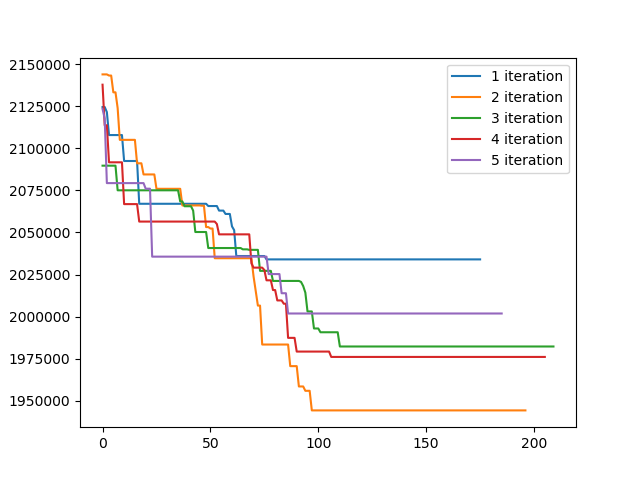 2150000
2125000
2100000
2075000
2050000
2025000
2000000
1975000
1950000
0 50 100 150 200
1 iteration
2 iteration
3 iteration
4 iteration
5 iteration